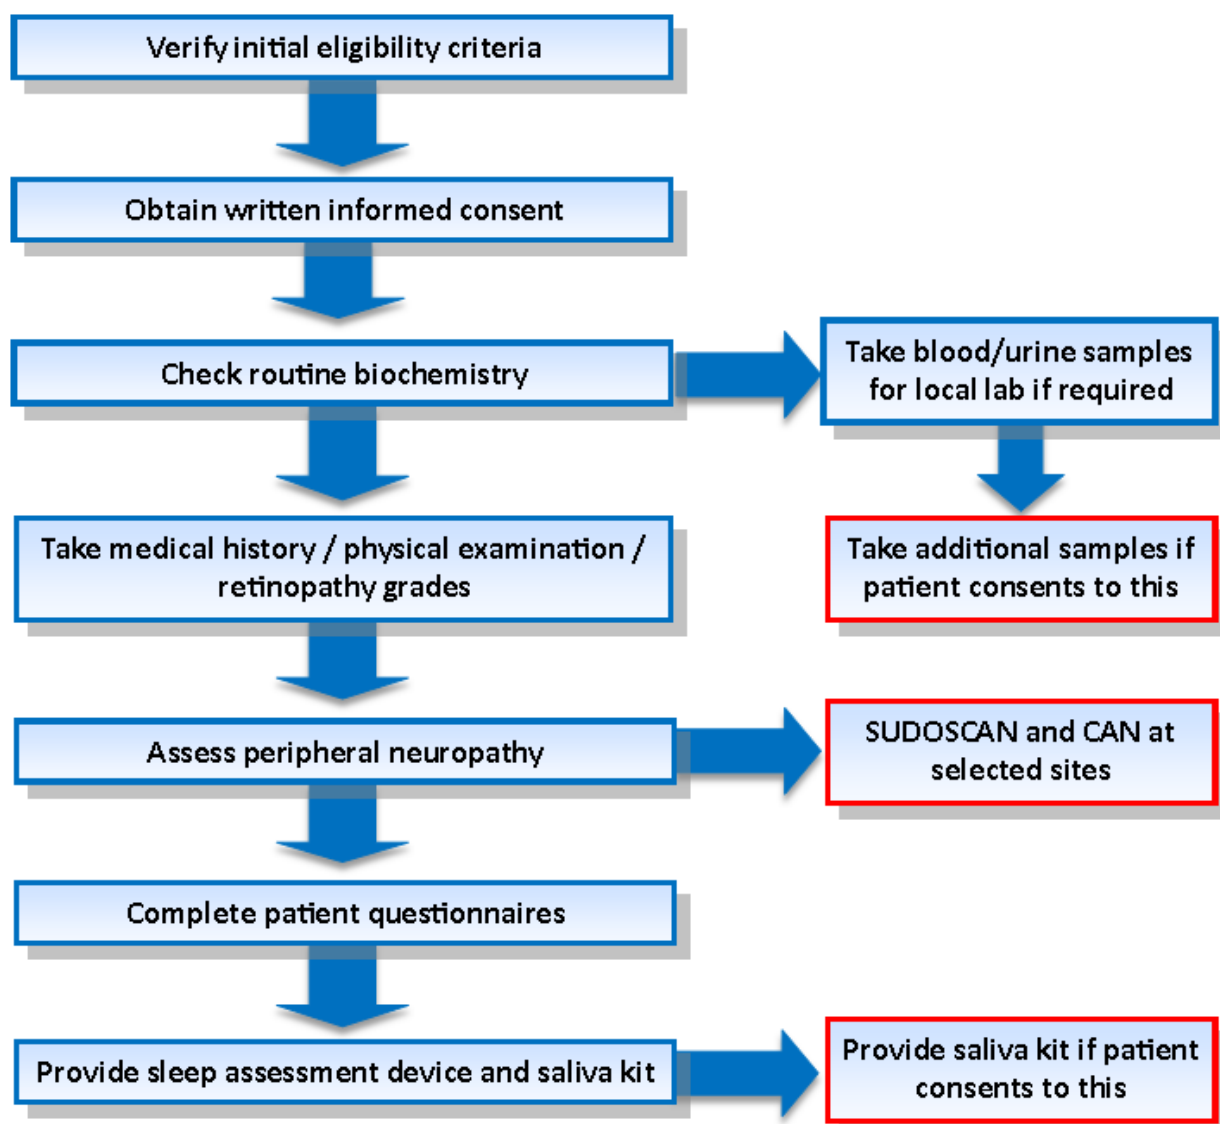 Verify initial eligibility criteria
Obtain written informed consent
Check routine biochemistry
Take blood/urine samples
for local lab if required
Take medical history / physical examination /
retinopathy grades
Take additional samples if
patient consents to this
Assess peripheral neuropathy
SUDOSCAN and CAN at
selected sites
Complete patient questionnaires
Provide sleep assessment device and saliva kit
Provide saliva kit if patient
consents to this